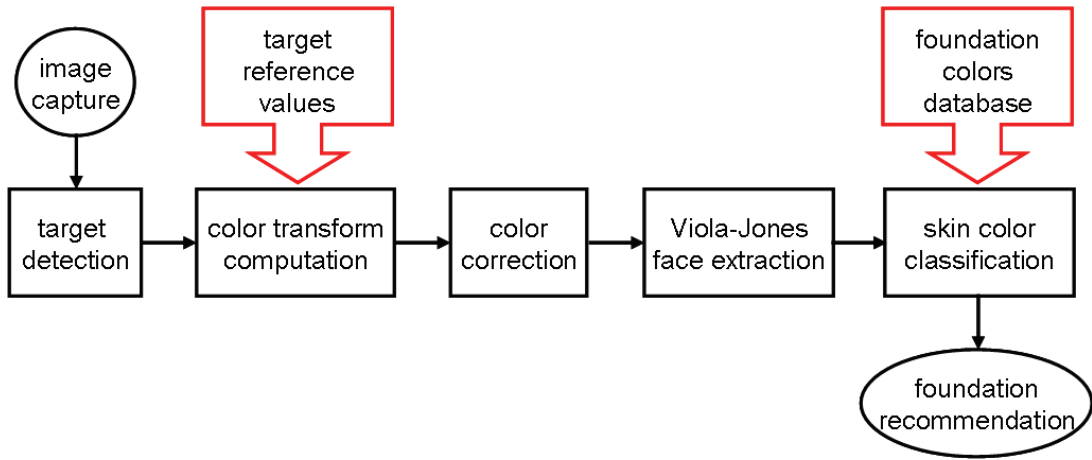 image
capture
target
reference
values
foundation
colors
database
target
detection
color transform
computation
color
correction
Viola-Jones
face extraction
skin color
classification
foundation
recommendation